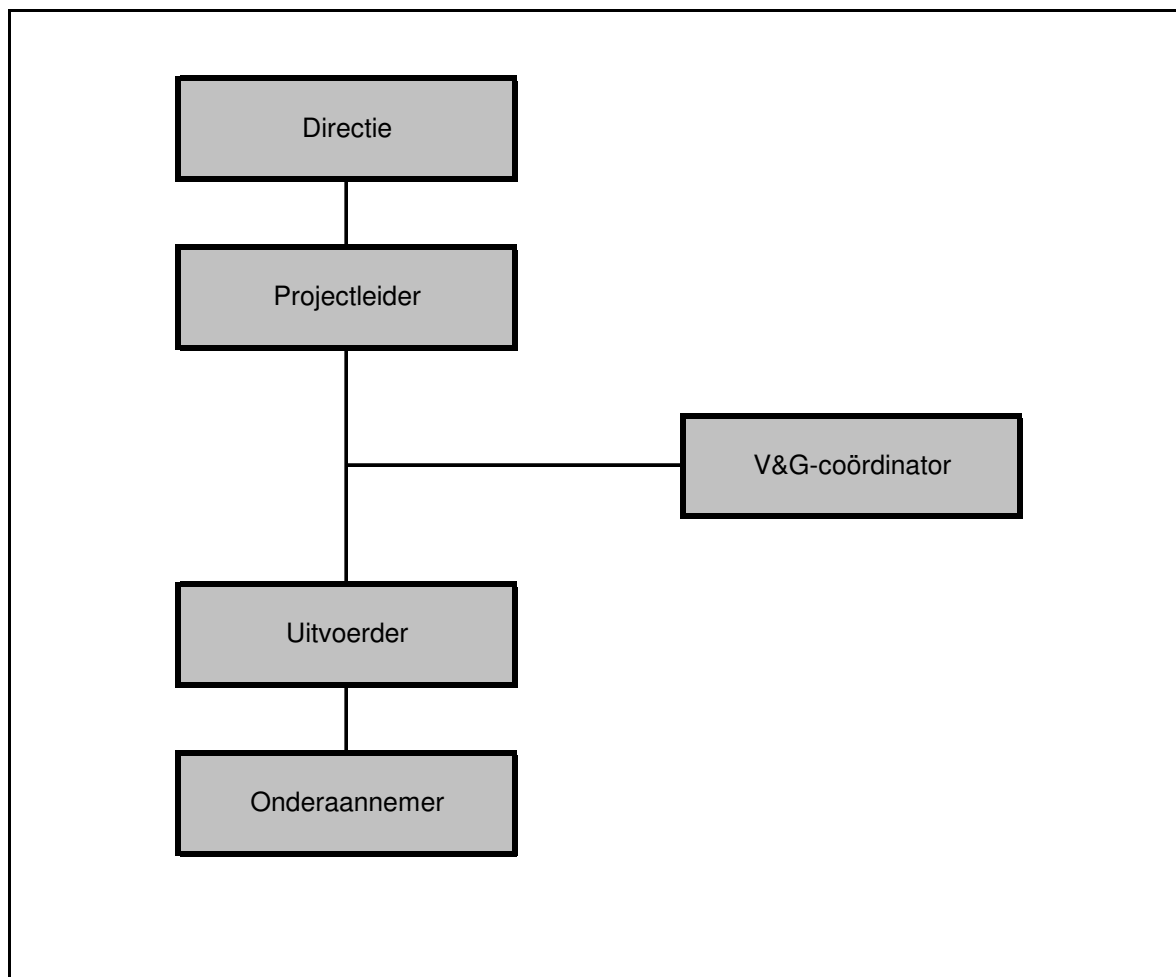 Directie
Projectleider
V&G-coördinator
Uitvoerder
Onderaannemer